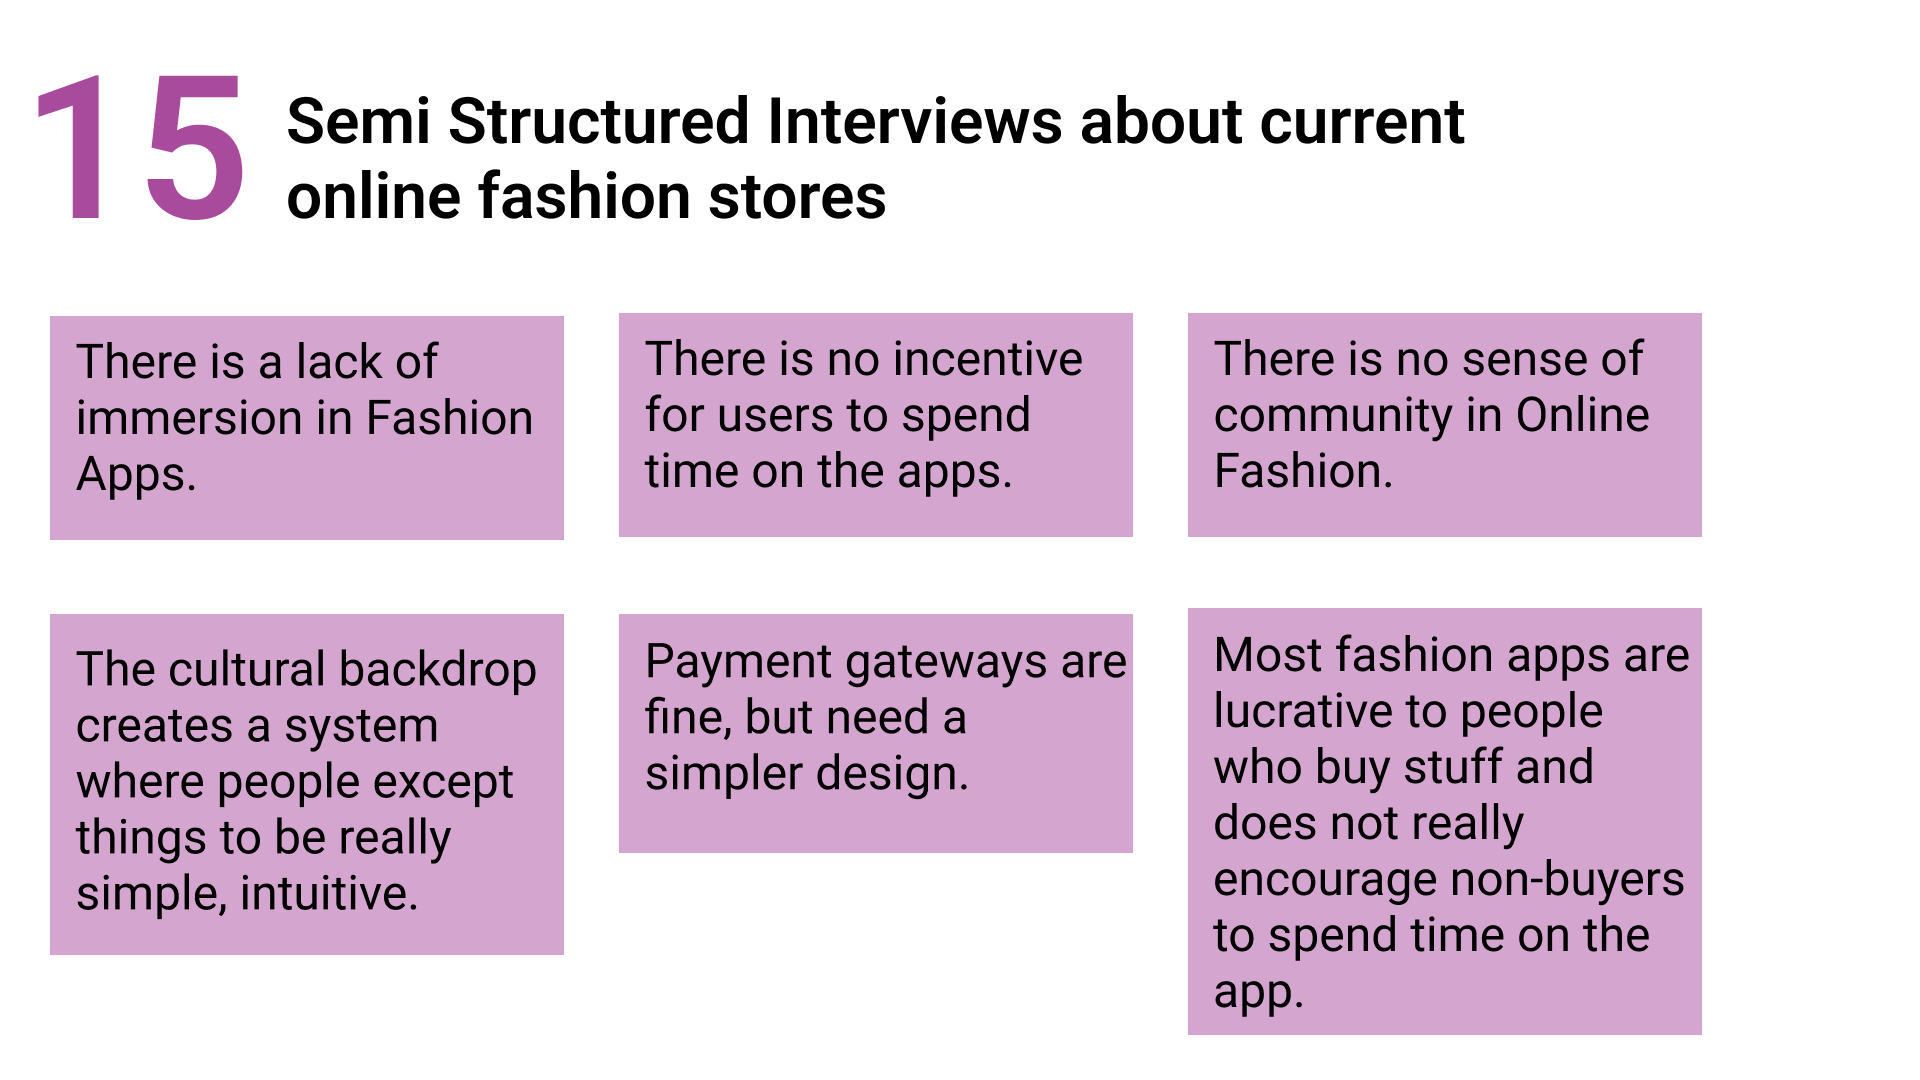 15
Semi Structured Interviews about current
online fashion stores
There is a lack of
immersion in Fashion
Apps.
There is no incentive
for users to spend
time on the apps.
There is no sense of
community in Online
Fashion.
The cultural backdrop
creates a system
where people except
things to be really
simple, intuitive.
Payment gateways are
fine, but need a
simpler design.
Most fashion apps are
lucrative to people
who buy stuff and
does not really
encourage non-buyers
to spend time on the
app.